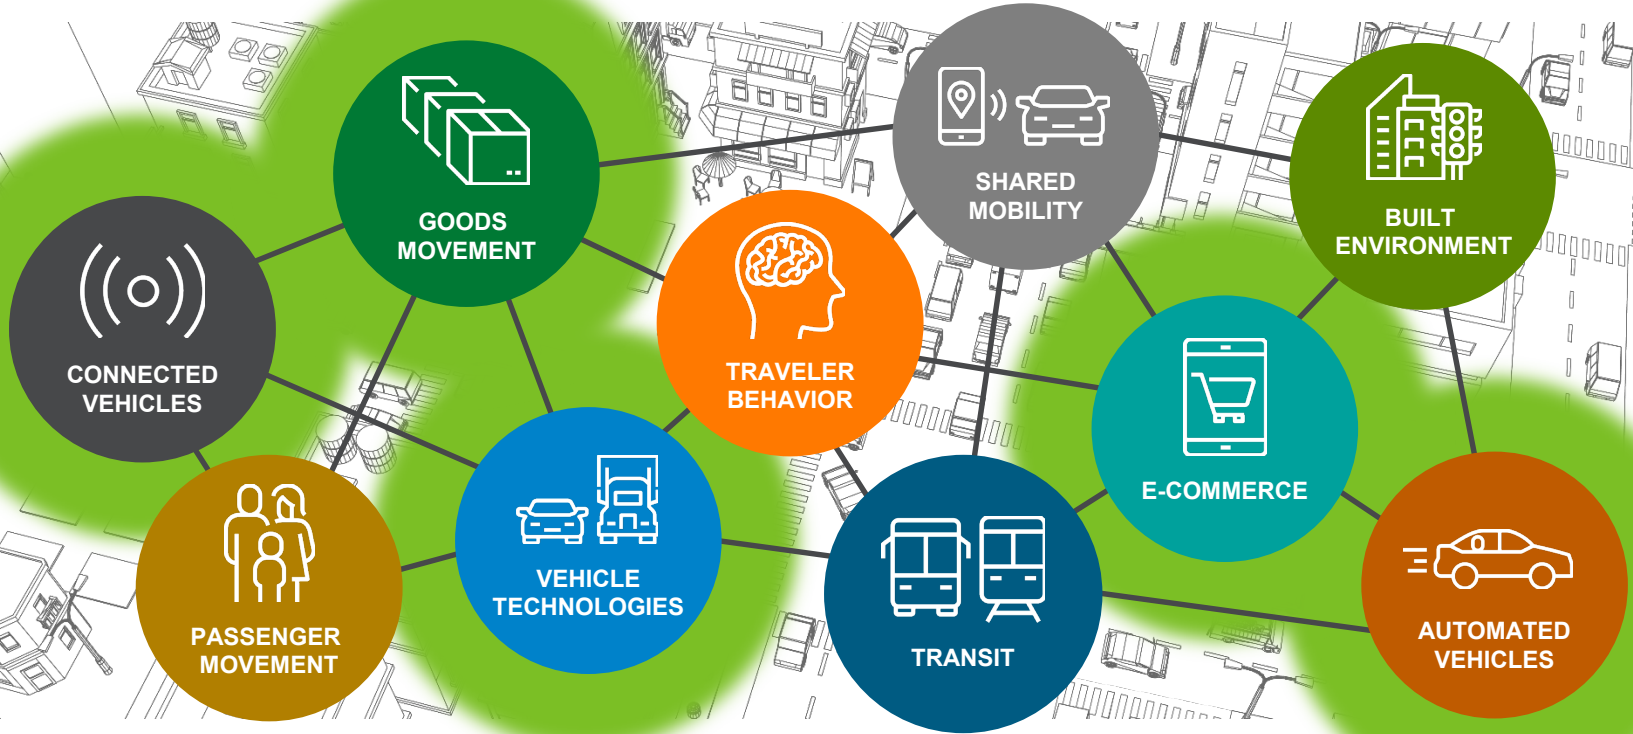 GOODS
MOVEMENT
SHARED
MOBILITY
BUILT
ENVIRONMENT
CONNECTED
VEHICLES
TRAVELER
BEHAVIOR
E-COMMERCE
VEHICLE
TECHNOLOGIES
PASSENGER
MOVEMENT
TRANSIT
AUTOMATED
VEHICLES